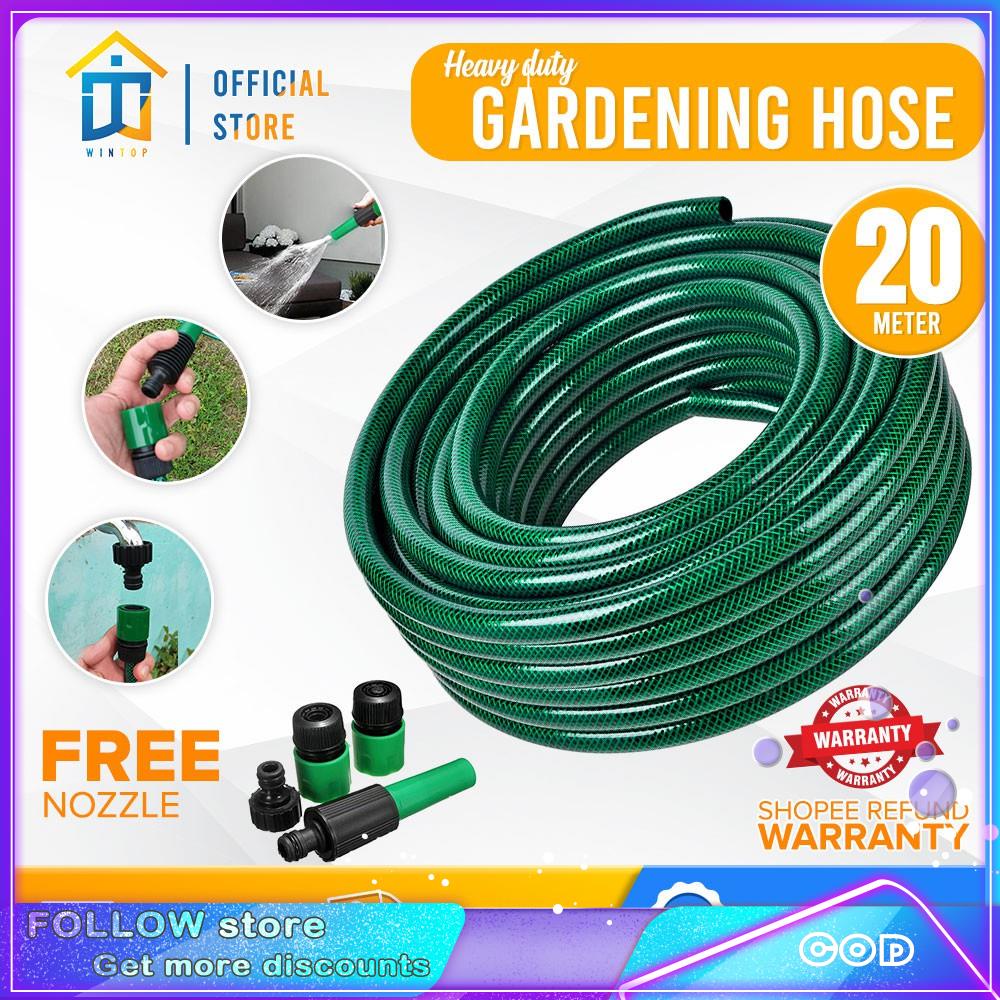 OFFICIAL
STORE
WINTOP
Heavy duty
GARDENING HOSE
20
METER
FREE
NOZZLE
WARRANTY
WARRANTY
WARRANTY
SHOPEE REFUND
WARRANTY
FOLLOW store
Get more discounts
COD